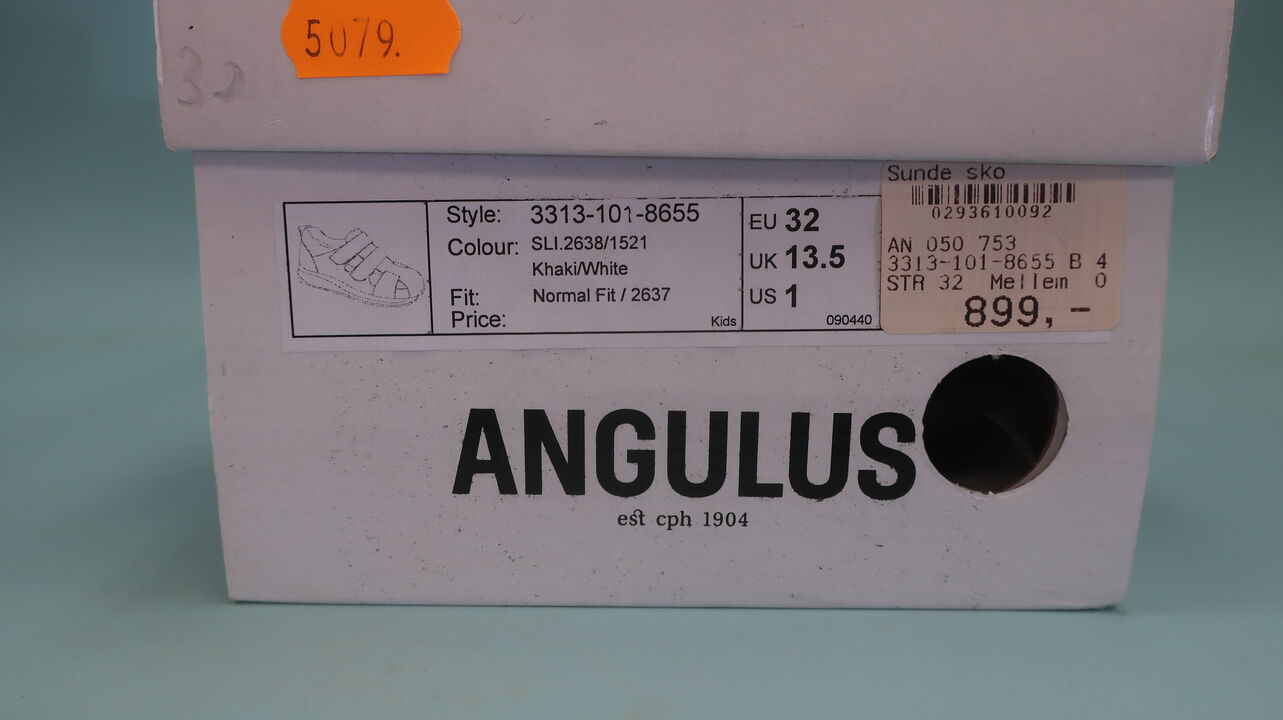 5079.
32
Style: 3313-101-8655
Colour: SLI.2638/1521
Khaki/White
Fit: Normal Fit / 2637
Price:
Kids
EU 32
UK 13.5
US 1
090440
Sunde sko
0293610092
AN 050 753
3313-101-8655 B 4
STR 32 Mellem 0
899,-
ANGULUS
est cph 1904